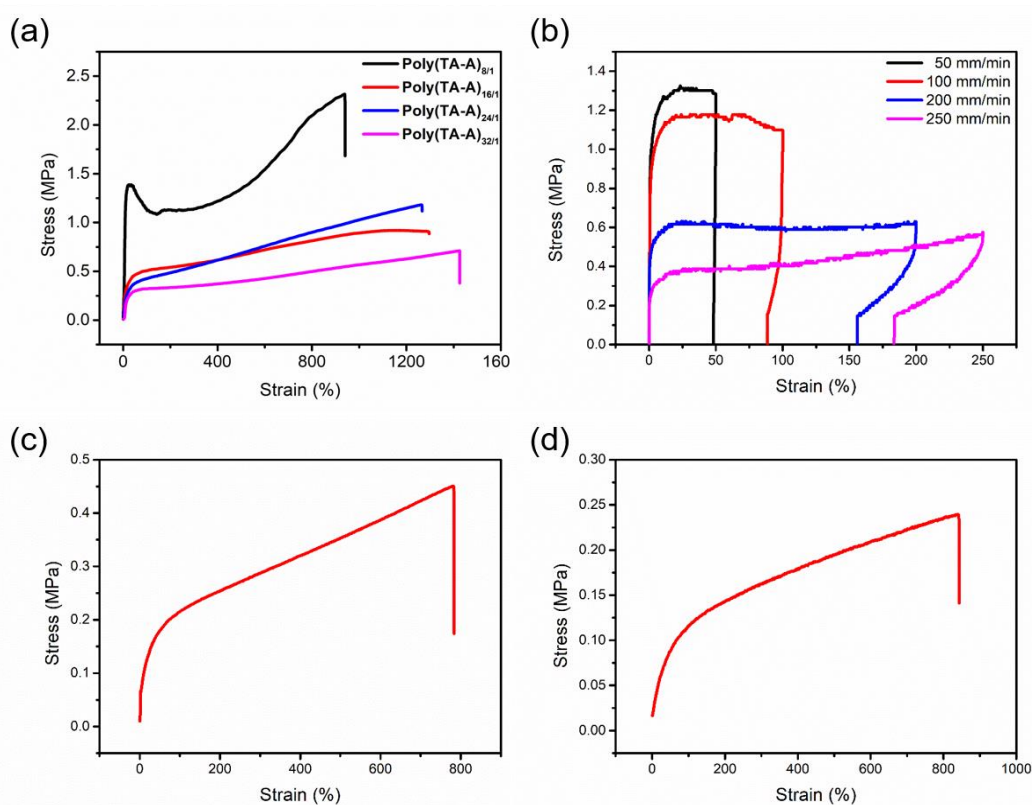 (a)
Poly(TA-A)8/1
Poly(TA-A)16/1
Poly(TA-A)24/1
Poly(TA-A)32/1
2.5
2.0
1.5
1.0
0.5
0.0
Stress (MPa)
0 400 800 1200 160
Strain (%)
(b)
50 mm/min
100 mm/min
200 mm/min
250 mm/min
1.4
1.2
1.0
0.8
0.6
0.4
0.2
0.0
Stress (MPa)
0 50 100 150 200 250
Strain (%)
(c)
0.5
0.4
0.3
0.2
0.1
0.0
Stress (MPa)
0 200 400 600 800
Strain (%)
(d)
0.30
0.25
0.20
0.15
0.10
0.05
0.00
Stress (MPa)
0 200 400 600 800 1000
Strain (%)